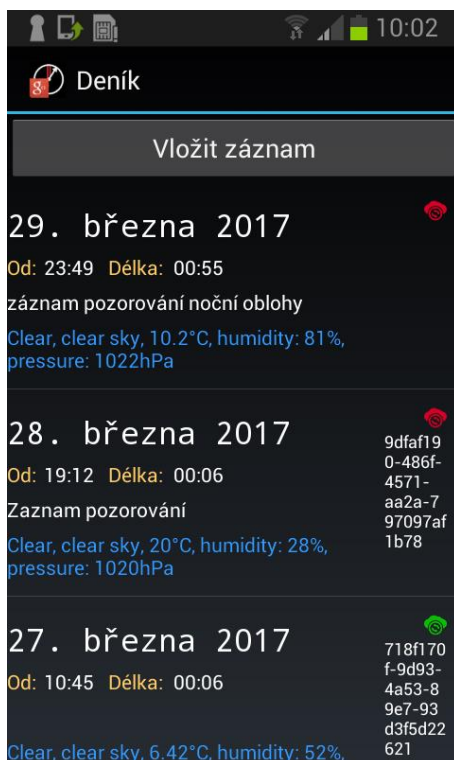 10:02
g+
Deník
Vložit záznam
29. března 2017
Od: 23:49 Délka: 00:55
záznam pozorování noční oblohy
Clear, clear sky, 10.2°C, humidity: 81%,
pressure: 1022hPa
28. března 2017
Od: 19:12 Délka: 00:06
Zaznam pozorování
Clear, clear sky, 20°C, humidity: 28%,
pressure: 1020hPa
9dfaf19
0-486f-
4571-
aa2a-7
97097af
1b78
27. března 2017
Od: 10:45 Délka: 00:06
Clear, clear sky, 6.42°C, humidity: 52%,
718f170
f-9d93-
4a53-8
9e7-93
d3f5d22
621